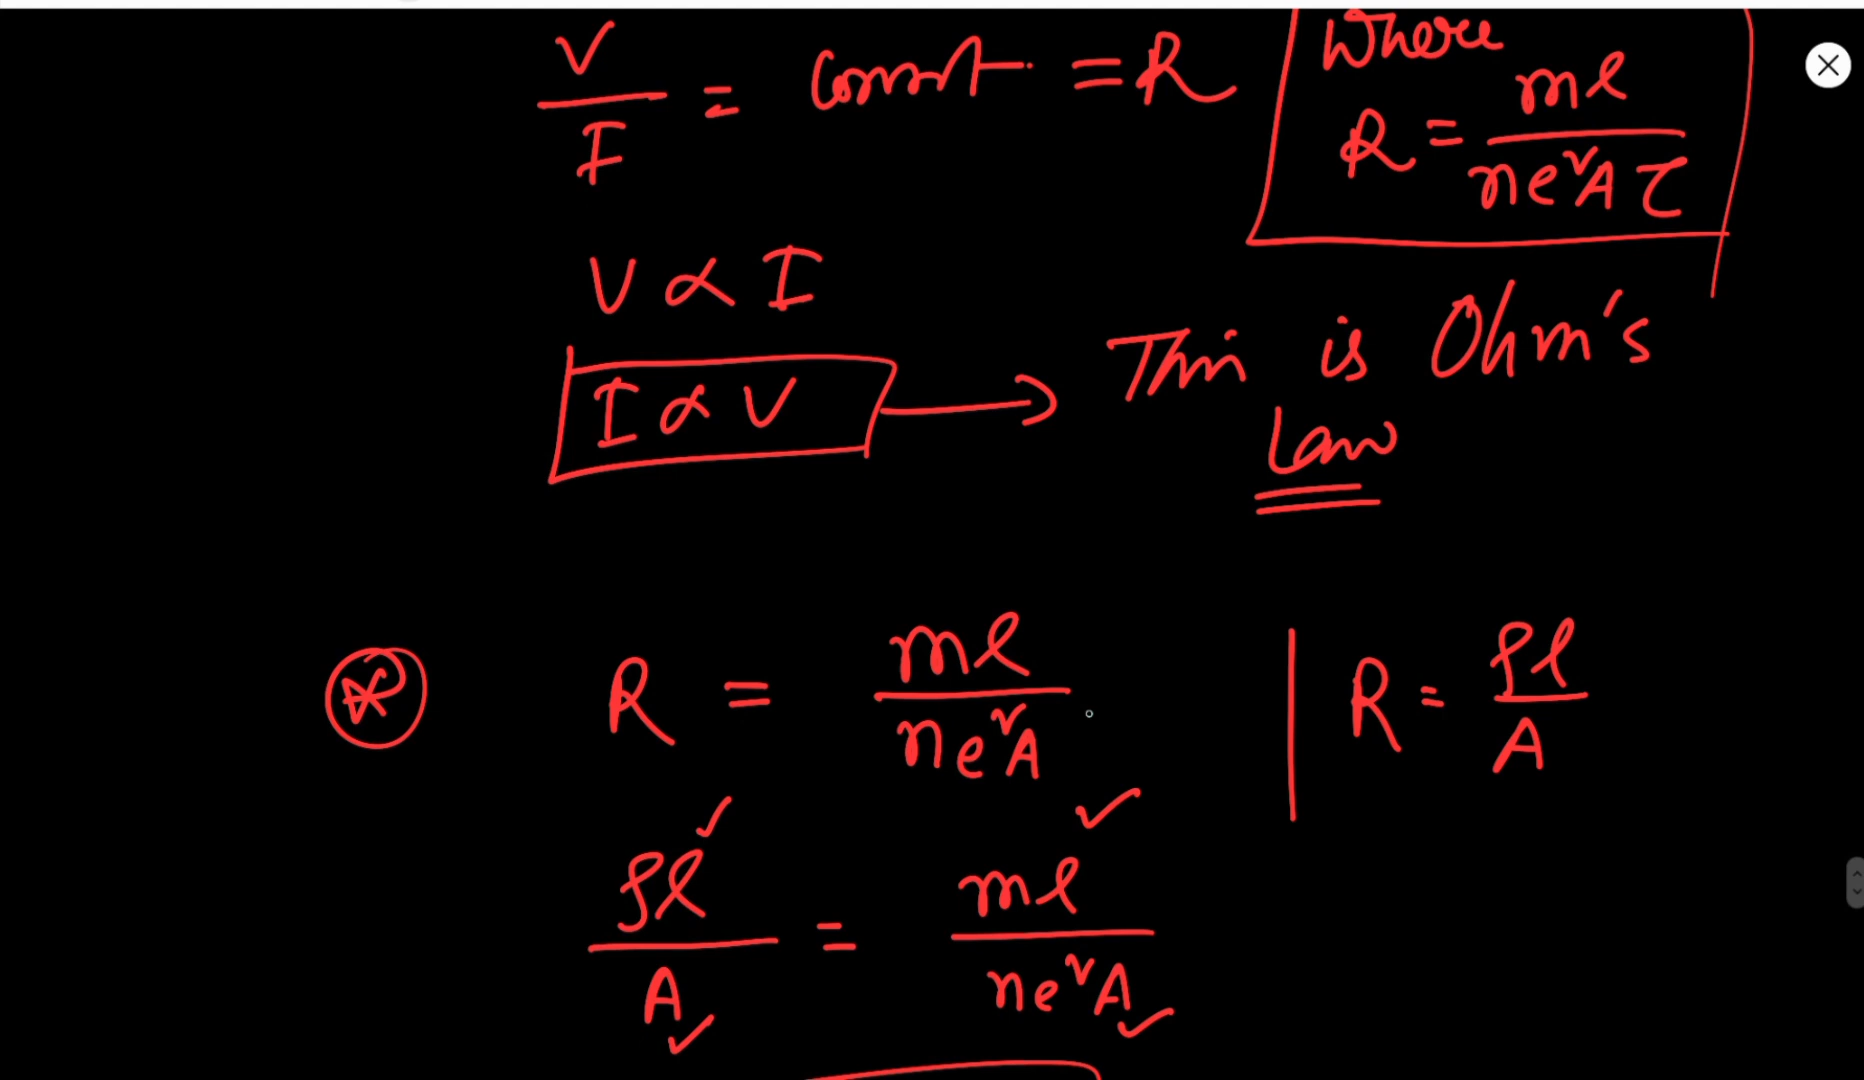 V/I = Const. = R
Where
R = ml/ne²Aτ
V ∝ I
I ∝ V → This is Ohm's
Law
R = ml/ne²A | R = ρl/A
ρl/A = ml/ne²A